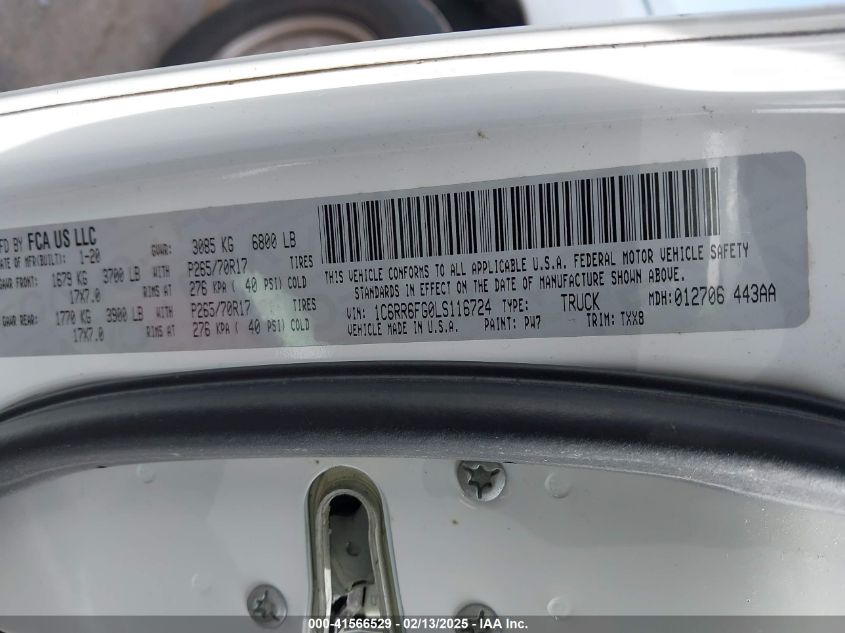 FD BY FCA US LLC
DATE OF MFR(BUILT): 1-20 GVWR: 3085 KG 6800 LB
GAWR FRONT: 1679 KG 3700 LB WITH P265/70R17 TIRES
17X7.0 RIMS AT 276 KPA ( 40 PSI) COLD
GAWR REAR: 1770 KG 3900 LB WITH P265/70R17 TIRES
17X7.0 RIMS AT 276 KPA ( 40 PSI) COLD
THIS VEHICLE CONFORMS TO ALL APPLICABLE U.S.A. FEDERAL MOTOR VEHICLE SAFETY
STANDARDS IN EFFECT ON THE DATE OF MANUFACTURE SHOWN ABOVE.
VIN: 1C6RR6FG0LS116724 TYPE: TRUCK MDH:012706 443AA
VEHICLE MADE IN U.S.A. PAINT: PW7 TRIM: TXX8
000--41566529 - 02/13/2025 - IAA Inc.